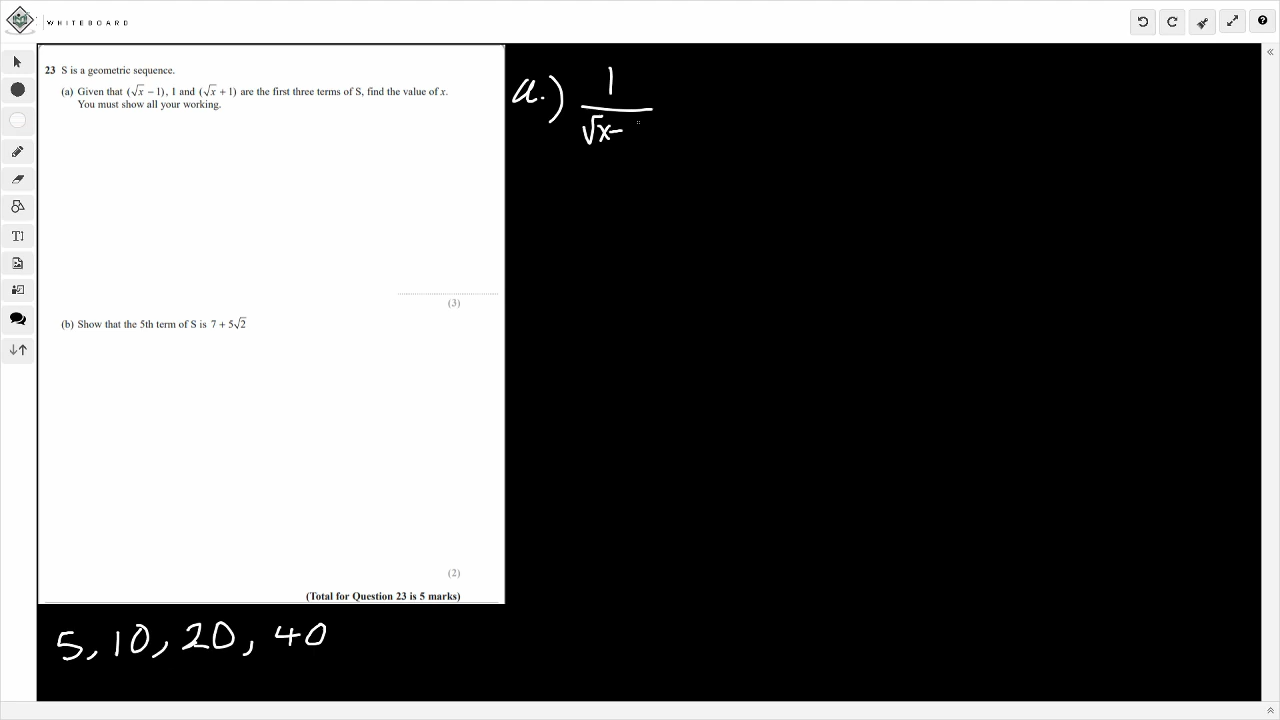 WHITEBOARD
23 S is a geometric sequence.
(a) Given that (√x − 1), 1 and (√x + 1) are the first three terms of S, find the value of x.
You must show all your working.
(3)
(b) Show that the 5th term of S is 7 + 5√2
(2)
(Total for Question 23 is 5 marks)
a.) 1
√x−
5, 10, 20, 40